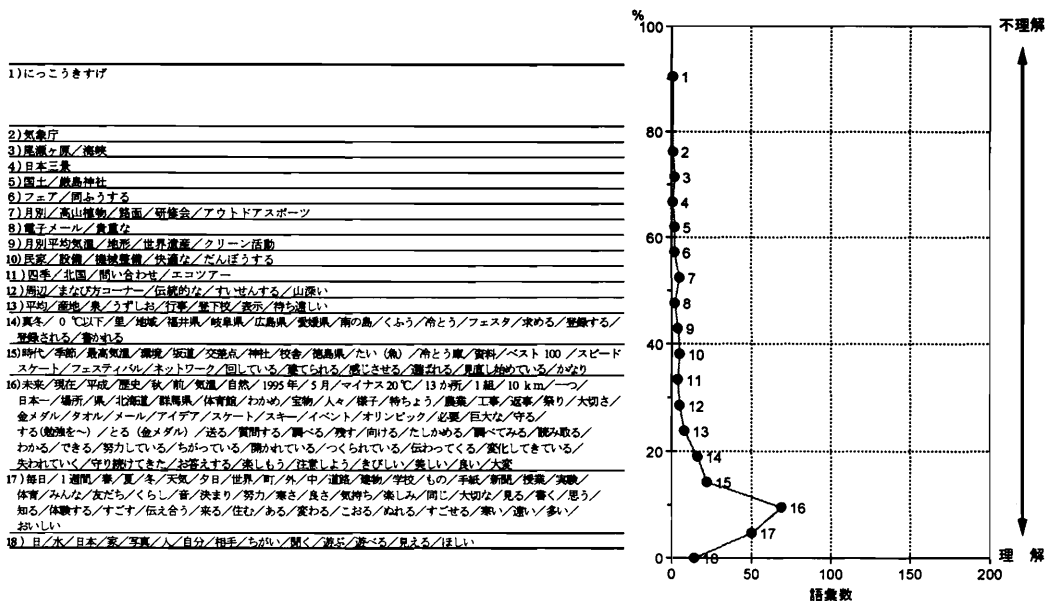 1)にっこうきすげ
2)気象庁
3)尾瀬ヶ原/海峡
4)日本三景
5)国土/厳島神社
6)フェア/同ふうする
7)月別/高山植物/路面/研修会/アウトドアスポーツ
8)電子メール/貴重な
9)月別平均気温/地形/世界遺産/クリーン活動
10)民家/設備/機械整備/快適な/だんぼうする
11)四季/北国/問い合わせ/エコツアー
12)周辺/まなび方コーナー/伝統的な/すいせんする/山深い
13)平均/産地/泉/うずしお/行事/登下校/表示/待ち遠しい
14)真冬/0℃以下/里/地域/福井県/岐阜県/広島県/愛媛県/南の島/くふう/冷とう/フェスタ/求める/登録する/
登録される/書かれる
15)時代/季節/最高気温/環境/坂道/交差点/神社/校舎/徳島県/たい(魚)/冷とう庫/資料/ベスト100/スピード
スケート/フェスティバル/ネットワーク/回している/建てられる/感じさせる/選ばれる/見直し始めている/かなり
16)未来/現在/平成/歴史/秋/前/気温/自然/1995年/5月/マイナス20℃/13か所/1組/10km/一つ/
日本一/場所/県/北海道/群馬県/体育館/わかめ/宝物/人々/様子/特ちょう/農業/工事/返事/祭り/大切さ/
金メダル/タオル/メール/アイデア/スケート/スキー/イベント/オリンピック/必要/巨大な/守る/
する(勉強を～)/とる(金メダル)/送る/質問する/調べる/残す/向ける/たしかめる/調べてみる/読み取る/
わかる/できる/努力している/ちがっている/開かれている/つくられている/伝わってくる/変化してきている/
失われていく/守り続けてきた/お答えする/楽しもう/注意しよう/きびしい/美しい/良い/大変
17)毎日/1週間/春/夏/冬/天気/夕日/世界/町/外/中/道路/建物/学校/もの/手紙/新聞/授業/実験/
体育/みんな/友だち/くらし/音/決まり/努力/寒さ/良さ/気持ち/楽しみ/同じ/大切な/見る/書く/思う/
知る/体験する/すごす/伝え合う/来る/住む/ある/変わる/こおる/ぬれる/すごせる/寒い/遠い/多い/
おいしい
18)日/水/日本/家/写真/人/自分/相手/ちがい/聞く/遊ぶ/遊べる/見える/ほしい
%
100
80
60
40
20
0
1
2
3
4
5
6
7
8
9
10
11
12
13
14
15
16
17
18
0 50 100 150 200
語彙数
不理解
理 解